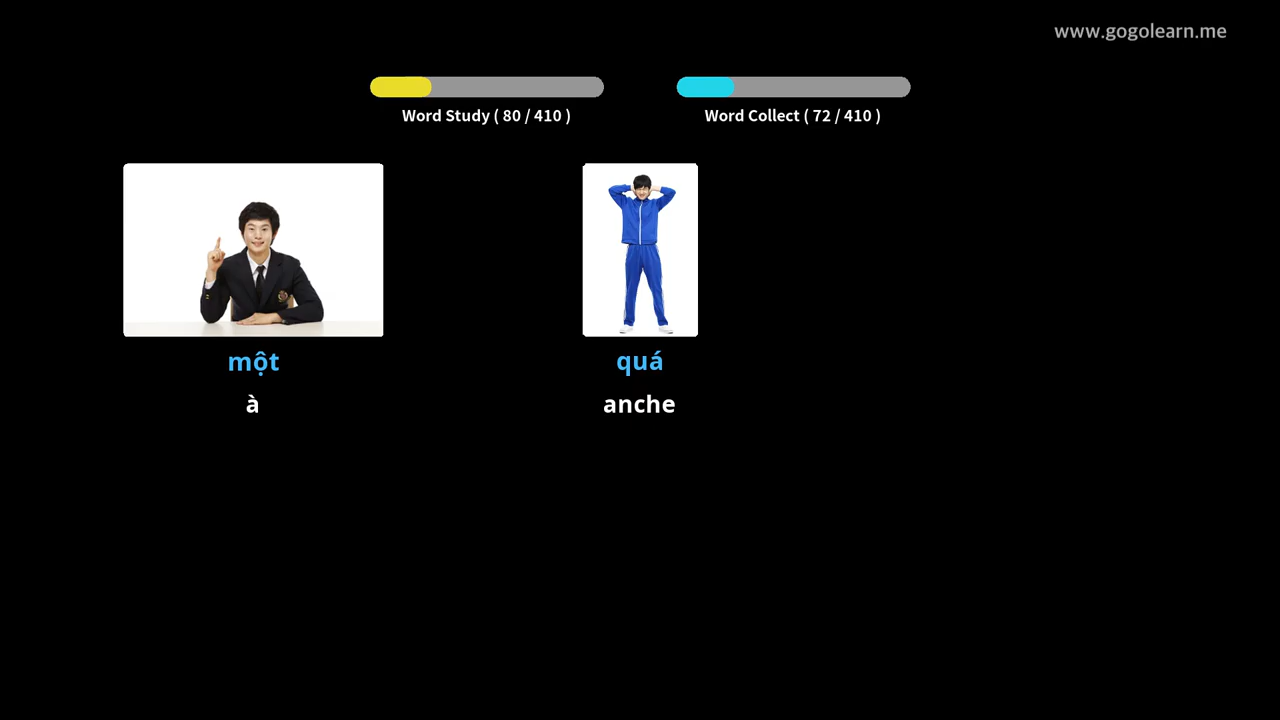 www.gogolearn.me
Word Study ( 80 / 410 )
Word Collect ( 72 / 410 )
một
à
quá
anche